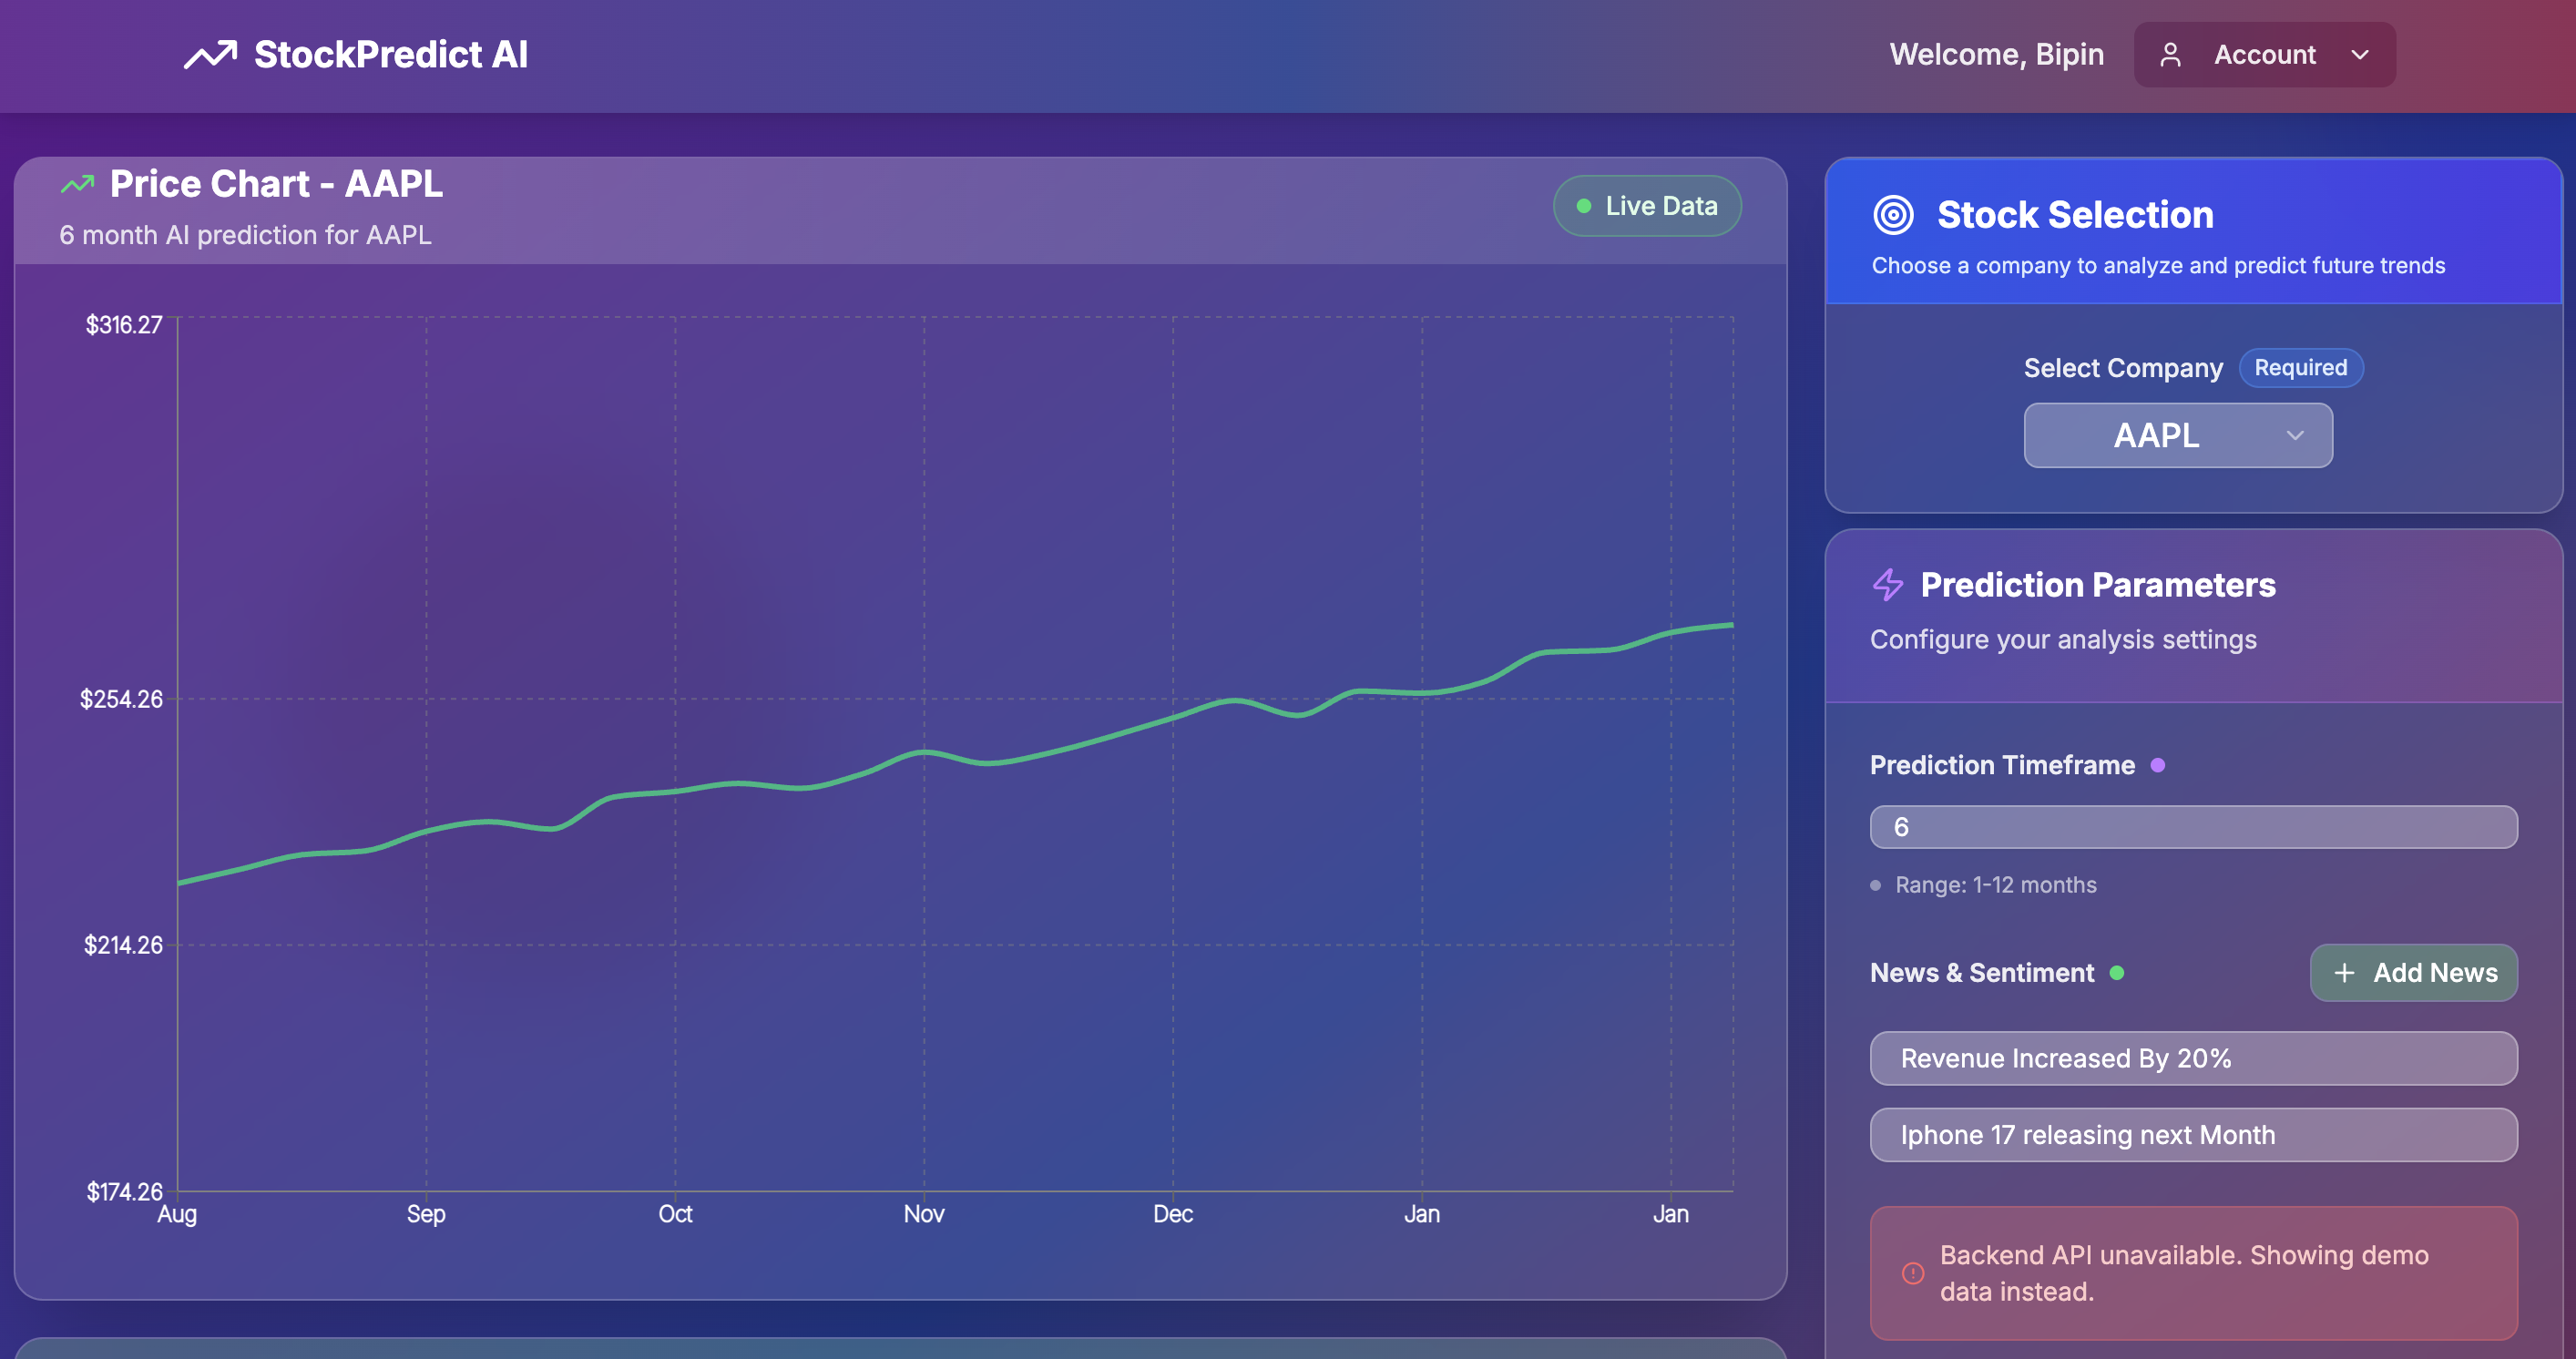 StockPredict AI
Welcome, Bipin
Account
Price Chart - AAPL
6 month AI prediction for AAPL
Live Data
$316.27
$254.26
$214.26
$174.26
Aug
Sep
Oct
Nov
Dec
Jan
Jan
Stock Selection
Choose a company to analyze and predict future trends
Select Company
Required
AAPL
Prediction Parameters
Configure your analysis settings
Prediction Timeframe
6
Range: 1-12 months
News & Sentiment
+ Add News
Revenue Increased By 20%
Iphone 17 releasing next Month
Backend API unavailable. Showing demo
data instead.